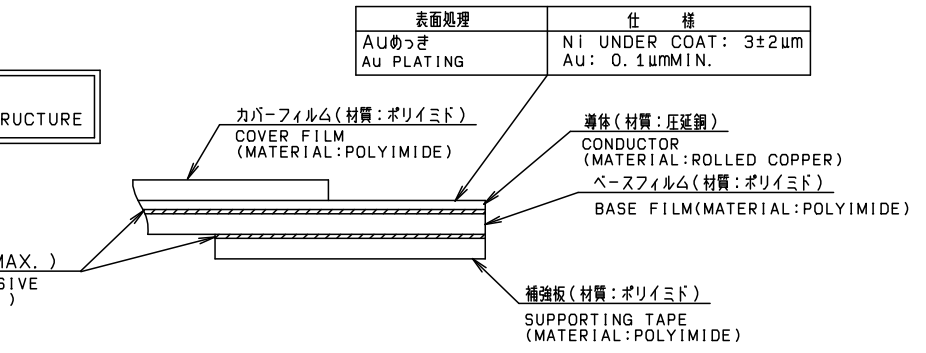 表面処理 仕 様
Auめっき Ni UNDER COAT: 3±2μm
Au PLATING Au: 0.1μmMIN.
RUCTURE
カバーフィルム(材質:ポリイミド)
COVER FILM
(MATERIAL:POLYIMIDE)
導体(材質:圧延銅)
CONDUCTOR
(MATERIAL:ROLLED COPPER)
ベースフィルム(材質:ポリイミド)
BASE FILM(MATERIAL:POLYIMIDE)
MAX. )
SIVE
)
補強板(材質:ポリイミド)
SUPPORTING TAPE
(MATERIAL:POLYIMIDE)